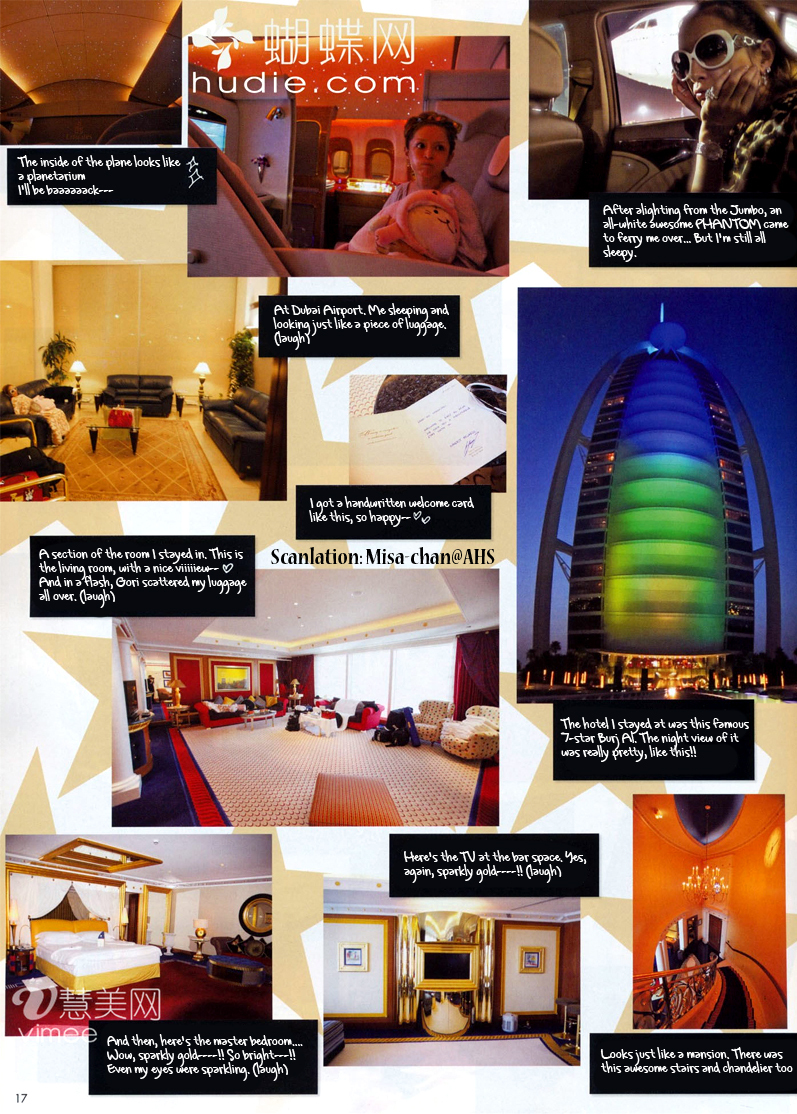 蝴蝶网
hudie.com
The inside of the plane looks like
a planetarium
I'll be baaaaaack---
After alighting from the Jumbo, an
all-white awesome PHANTOM came
to ferry me over... But I'm still all
sleepy.
At Dubai Airport. Me sleeping and
looking just like a piece of luggage.
(laugh)
I got a handwritten welcome card
like this, so happy--
Scanlation: Misa-chan@AHS
A section of the room I stayed in. This is
the living room, with a nice viiiiiew--
And in a flash, Gori scattered my luggage
all over. (laugh)
The hotel I stayed at was this famous
7-star Burj Al. The night view of it
was really pretty, like this!!
Here's the TV at the bar space. Yes,
again, sparkly gold----!! (laugh)
慧美网
vimee
And then, here's the master bedroom....
Wow, sparkly gold----!! So bright---!!
Even my eyes were sparkling. (laugh)
Looks just like a mansion. There was
this awesome stairs and chandelier too
17